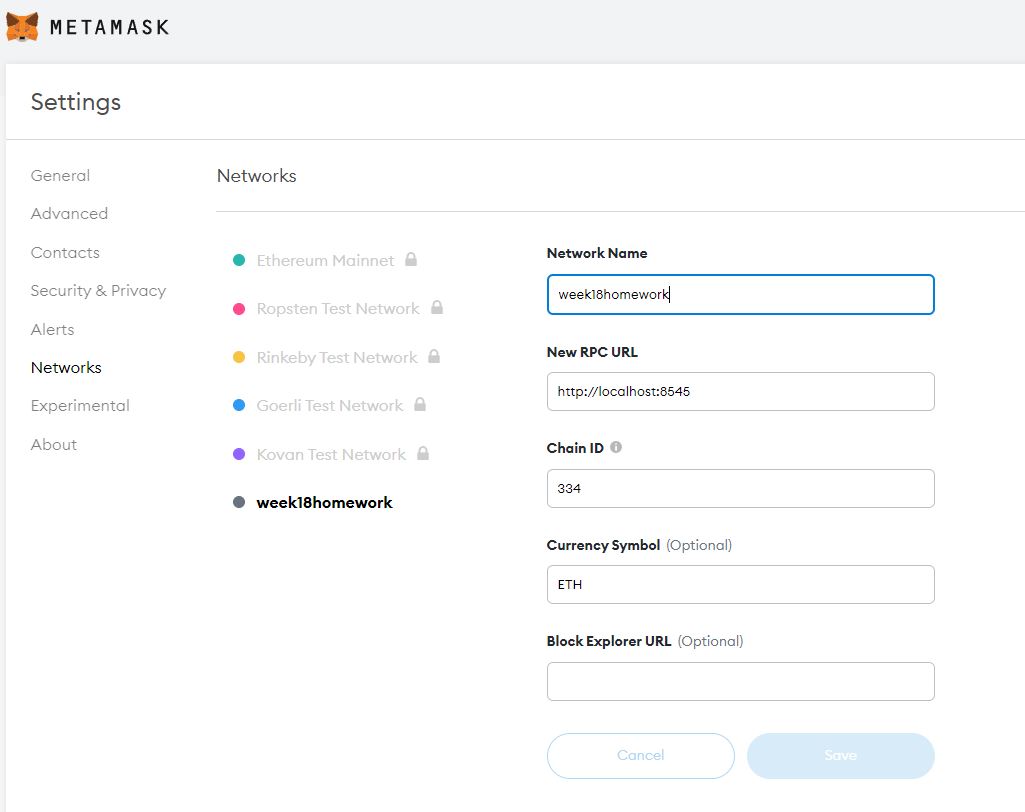 METAMASK
Settings
General
Advanced
Contacts
Security & Privacy
Alerts
Networks
Experimental
About
Networks
Ethereum Mainnet
Ropsten Test Network
Rinkeby Test Network
Goerli Test Network
Kovan Test Network
week18homework
Network Name
week18homework
New RPC URL
http://localhost:8545
Chain ID
334
Currency Symbol (Optional)
ETH
Block Explorer URL (Optional)
Cancel
Save